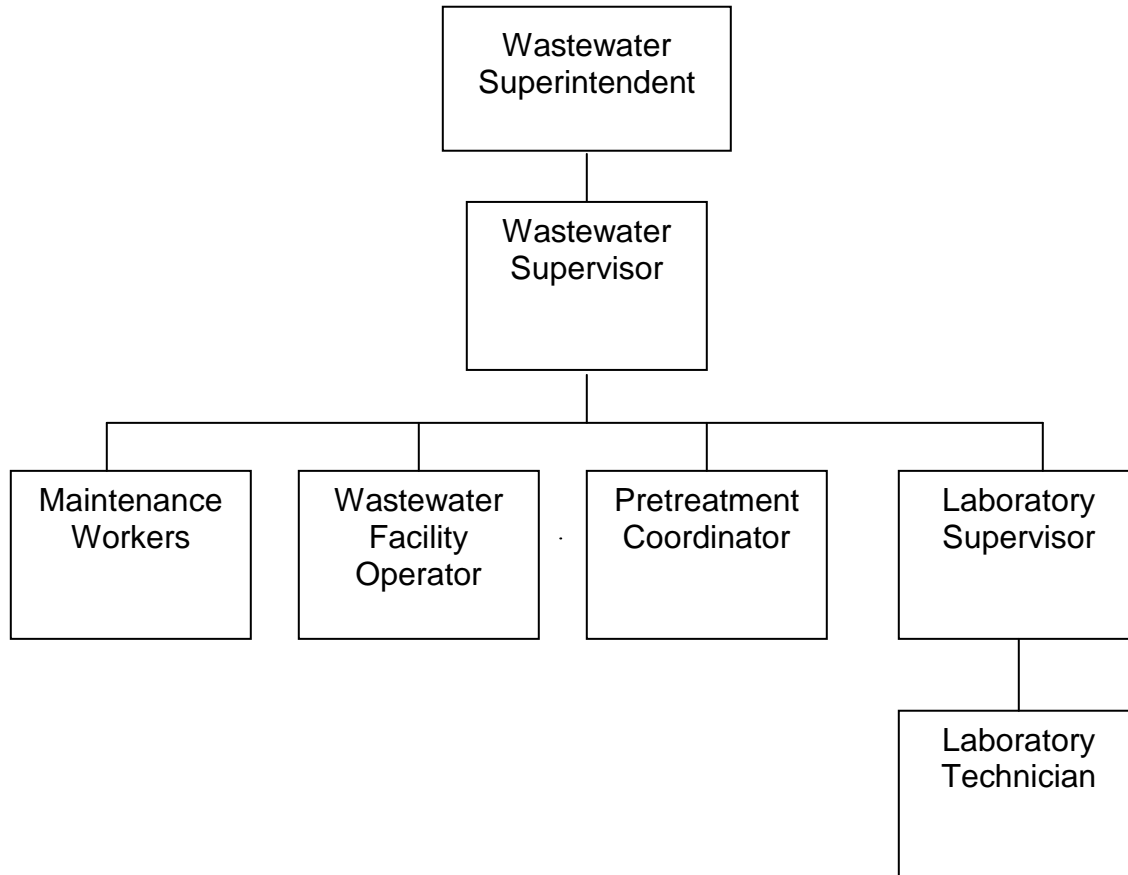 Wastewater
Superintendent
Wastewater
Supervisor
Maintenance
Workers
Wastewater
Facility
Operator
Pretreatment
Coordinator
Laboratory
Supervisor
Laboratory
Technician